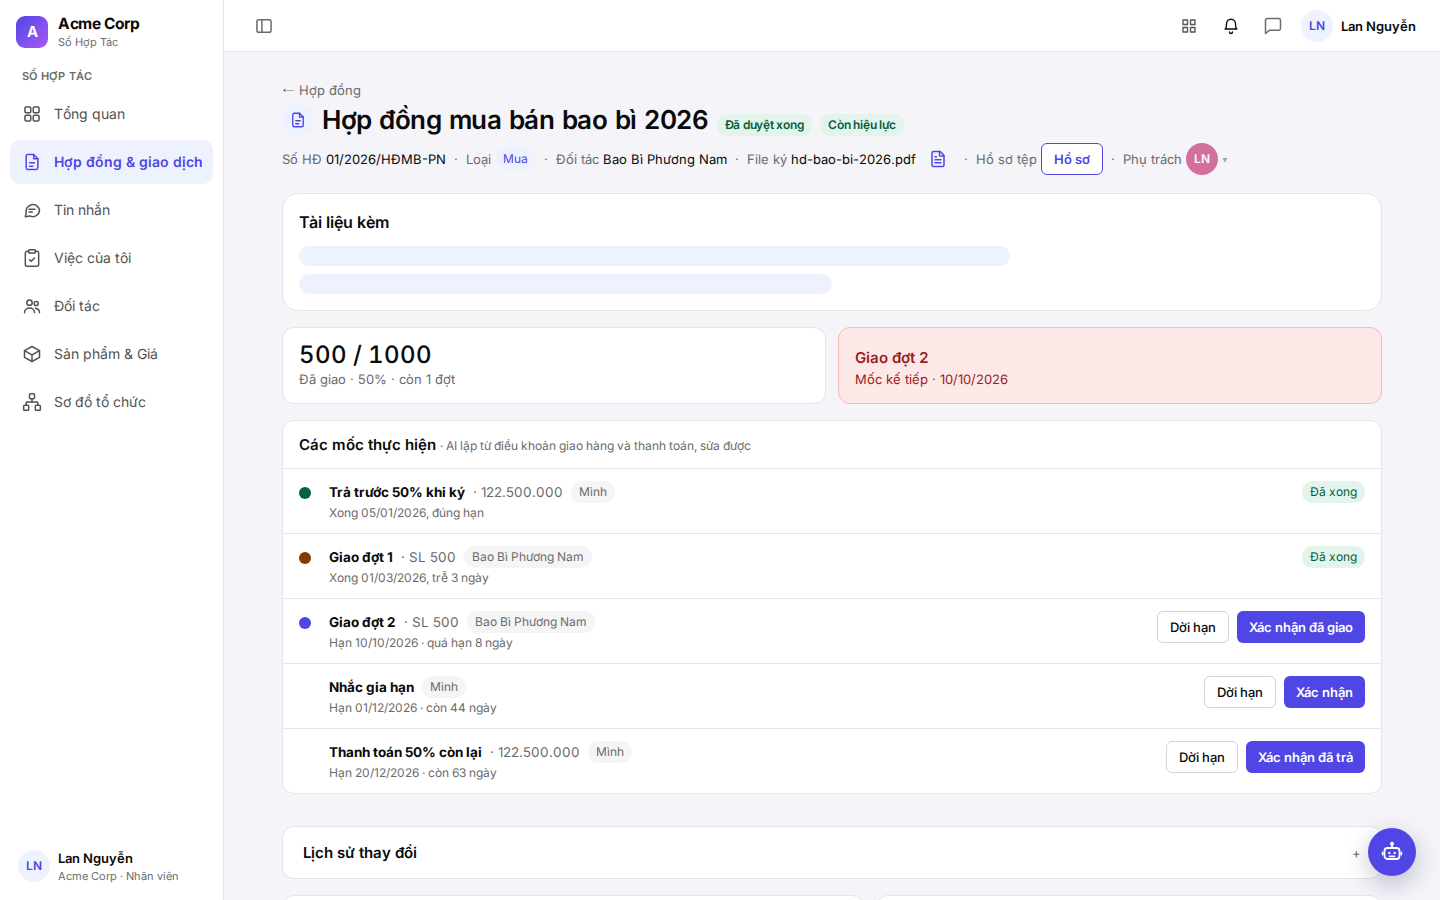 A
Acme Corp
Sổ Hợp Tác
SỔ HỢP TÁC
Tổng quan
Hợp đồng & giao dịch
Tin nhắn
Việc của tôi
Đối tác
Sản phẩm & Giá
Sơ đồ tổ chức
LN
Lan Nguyễn
Acme Corp · Nhân viên
LN Lan Nguyễn
← Hợp đồng
Hợp đồng mua bán bao bì 2026 Đã duyệt xong Còn hiệu lực
Số HĐ 01/2026/HĐMB-PN · Loại Mua · Đối tác Bao Bì Phương Nam · File ký hd-bao-bi-2026.pdf · Hồ sơ tệp Hồ sơ · Phụ trách LN ▾
Tài liệu kèm
500 / 1000
Đã giao · 50% · còn 1 đợt
Giao đợt 2
Mốc kế tiếp · 10/10/2026
Các mốc thực hiện · AI lập từ điều khoản giao hàng và thanh toán, sửa được
Trả trước 50% khi ký · 122.500.000 Mình Đã xong
Xong 05/01/2026, đúng hạn
Giao đợt 1 · SL 500 Bao Bì Phương Nam Đã xong
Xong 01/03/2026, trễ 3 ngày
Giao đợt 2 · SL 500 Bao Bì Phương Nam Dời hạn Xác nhận đã giao
Hạn 10/10/2026 · quá hạn 8 ngày
Nhắc gia hạn Mình Dời hạn Xác nhận
Hạn 01/12/2026 · còn 44 ngày
Thanh toán 50% còn lại · 122.500.000 Mình Dời hạn Xác nhận đã trả
Hạn 20/12/2026 · còn 63 ngày
Lịch sử thay đổi +